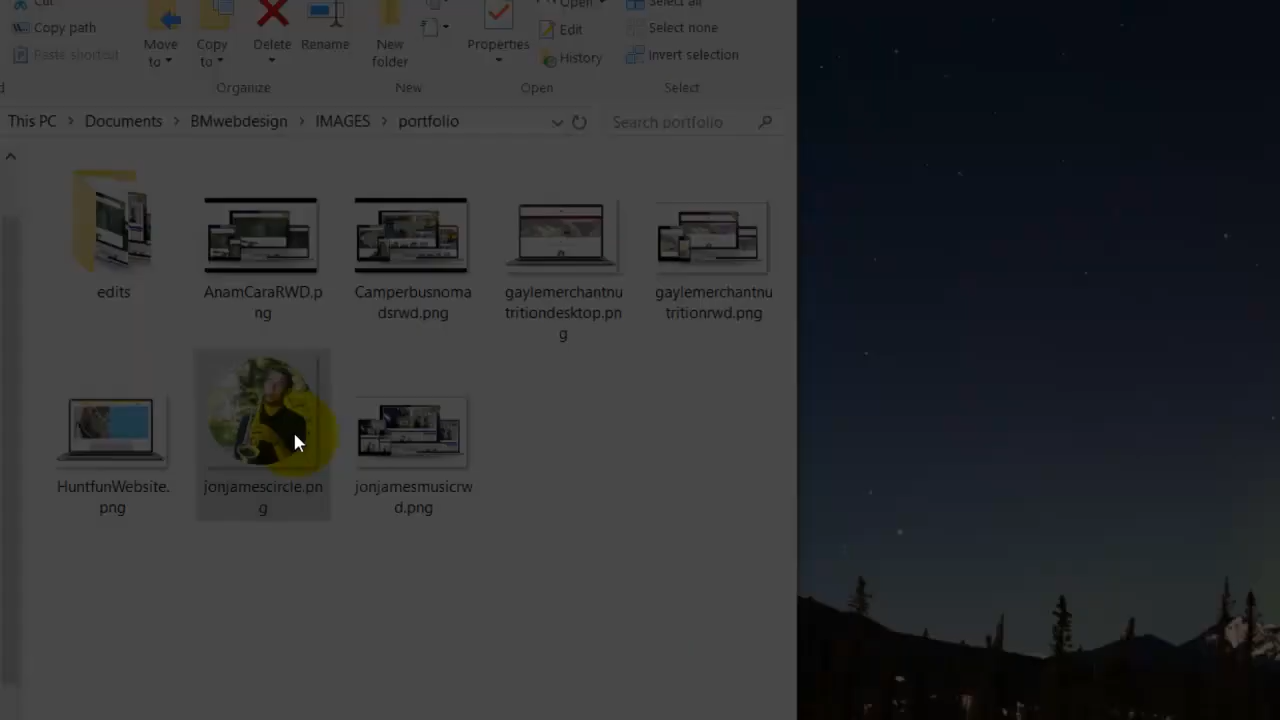 Cut
Open
Select all
Copy path
Edit
Select none
Paste shortcut
Move
to
Copy
to
Delete
Rename
New
folder
Properties
History
Invert selection
d
Organize
New
Open
Select
This PC > Documents > BMwebdesign > IMAGES > portfolio
Search portfolio
edits
AnamCaraRWD.p
ng
Camperbusnoma
dsrwd.png
gaylemerchantnu
tritiondesktop.pn
g
gaylemerchantnu
tritionrwd.png
HuntfunWebsite.
png
jonjamescircle.pn
g
jonjamesmusicrw
d.png